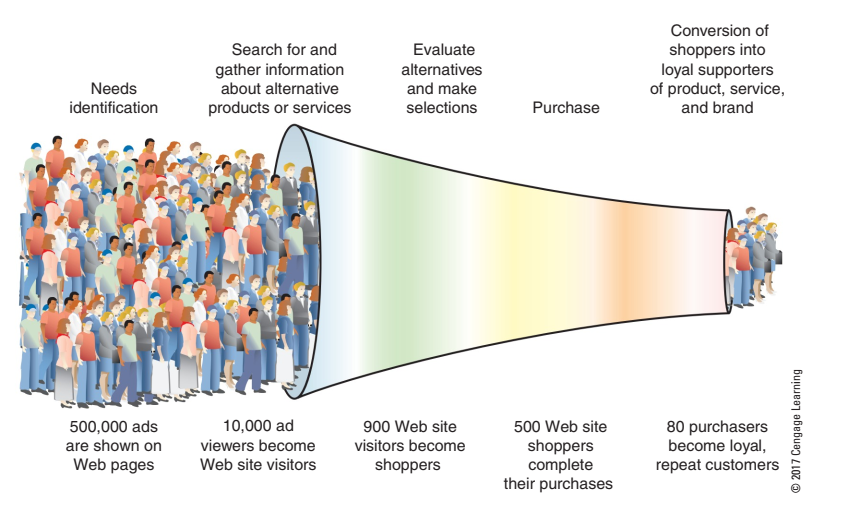 Needs
identification
Search for and
gather information
about alternative
products or services
Evaluate
alternatives
and make
selections
Purchase
Conversion of
shoppers into
loyal supporters
of product, service,
and brand
500,000 ads
are shown on
Web pages
10,000 ad
viewers become
Web site visitors
900 Web site
visitors become
shoppers
500 Web site
shoppers
complete
their purchases
80 purchasers
become loyal,
repeat customers
© 2017 Cengage Learning